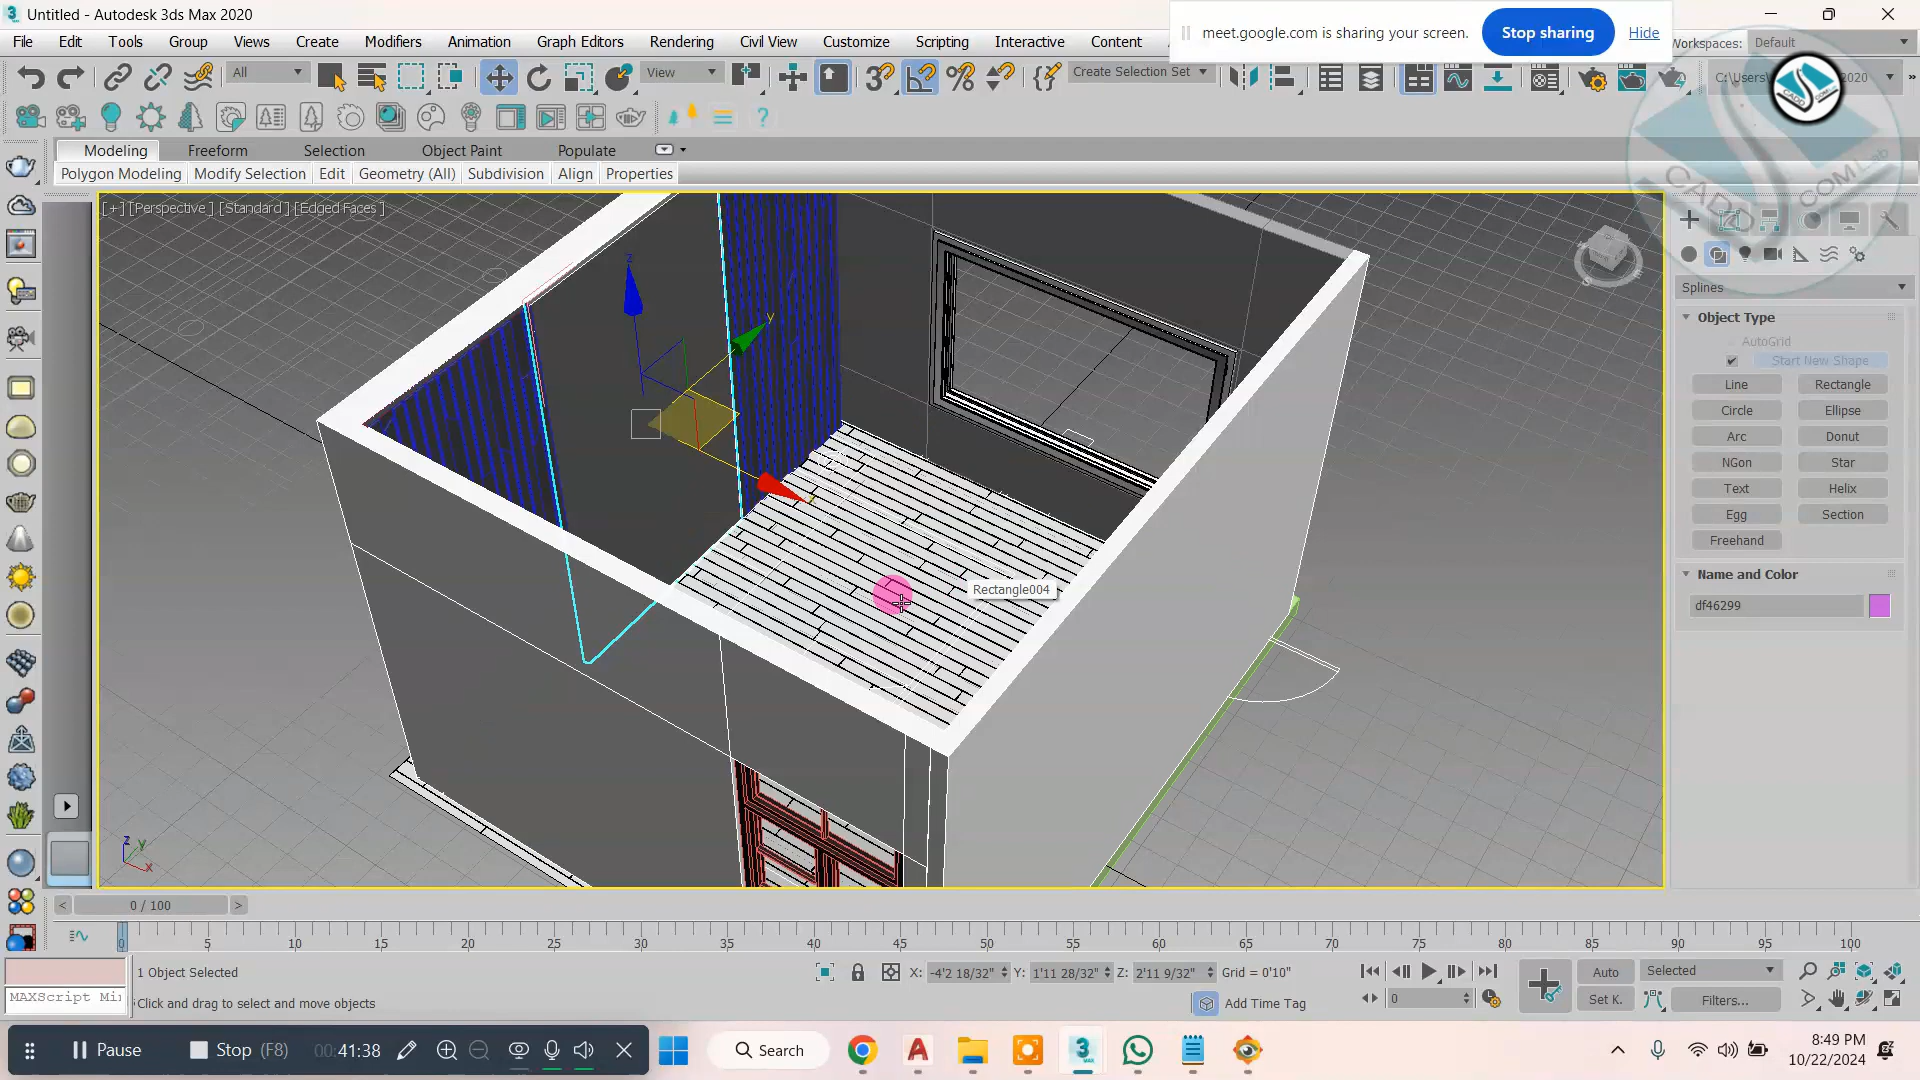 Untitled - Autodesk 3ds Max 2020
meet.google.com is sharing your screen.
Stop sharing
Hide
File Edit Tools Group Views Create Modifiers Animation Graph Editors Rendering Civil View Customize Scripting Interactive Content
Workspaces: Default
All
View
Create Selection Set
C:\Users\
2020
CADD COM Lab
Modeling Freeform Selection Object Paint Populate
Polygon Modeling Modify Selection Edit Geometry (All) Subdivision Align Properties
[+] [Perspective ] [Standard ] [Edged Faces ]
Splines
Object Type
AutoGrid
Start New Shape
Line Rectangle
Circle Ellipse
Arc Donut
NGon Star
Text Helix
Egg Section
Freehand
Name and Color
df46299
Rectangle004
z
y
z y
x
< 0 / 100 >
0 5 10 15 20 25 30 35 40 45 50 55 60 65 70 75 80 85 90 95 100
1 Object Selected
X: -4'2 18/32" Y: 1'11 28/32" Z: 2'11 9/32" Grid = 0'10"
Auto
Selected
MAXScript Mi
Click and drag to select and move objects
Add Time Tag
0
Set K.
Filters...
Pause
Stop (F8)
00:41:38
Search
8:49 PM
10/22/2024